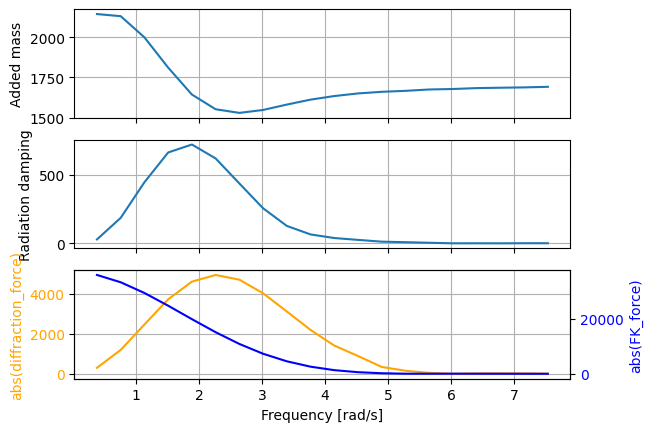 Added mass
2000
1750
1500
Radiation damping
500
0
abs(diffraction_force)
4000
2000
0
abs(FK_force)
20000
0
1 2 3 4 5 6 7
Frequency [rad/s]